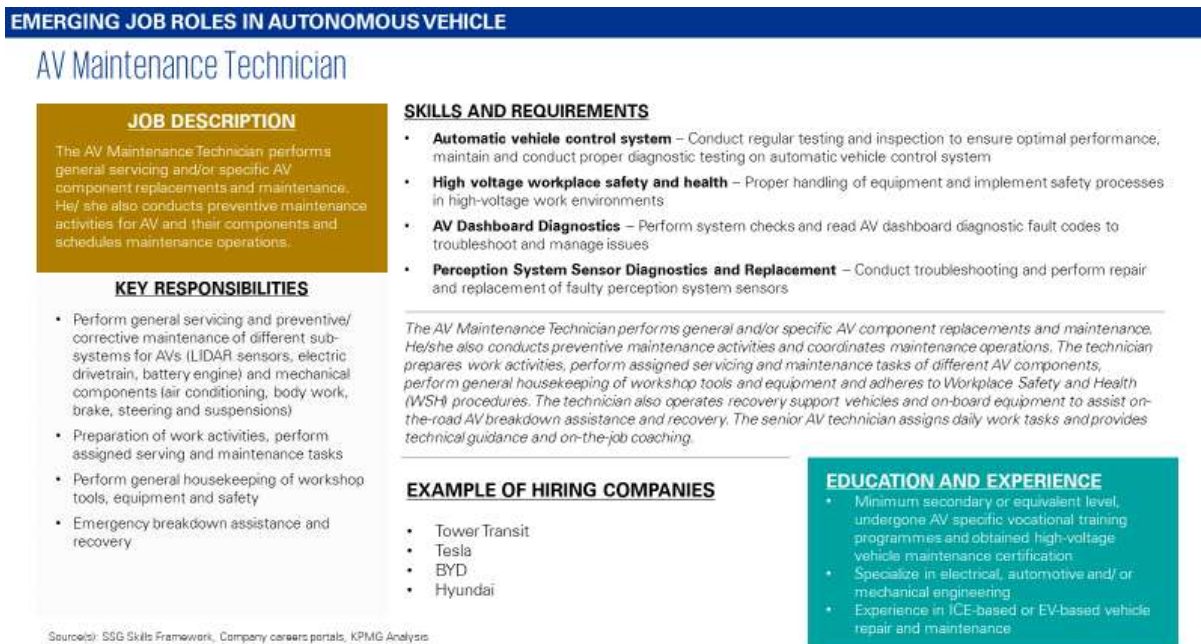 EMERGING JOB ROLES IN AUTONOMOUS VEHICLE
AV Maintenance Technician
JOB DESCRIPTION
The AV Maintenance Technician performs
general servicing and/or specific AV
component replacements and maintenance.
He/ she also conducts preventive maintenance
activities for AV and their components and
schedules maintenance operations.
KEY RESPONSIBILITIES
• Perform general servicing and preventive/
corrective maintenance of different sub-
systems for AVs (LIDAR sensors, electric
drivetrain, battery engine) and mechanical
components (air conditioning, body work,
brake, steering and suspensions)
• Preparation of work activities, perform
assigned serving and maintenance tasks
• Perform general housekeeping of workshop
tools, equipment and safety
• Emergency breakdown assistance and
recovery
SKILLS AND REQUIREMENTS
• Automatic vehicle control system – Conduct regular testing and inspection to ensure optimal performance,
maintain and conduct proper diagnostic testing on automatic vehicle control system
• High voltage workplace safety and health – Proper handling of equipment and implement safety processes
in high-voltage work environments
• AV Dashboard Diagnostics – Perform system checks and read AV dashboard diagnostic fault codes to
troubleshoot and manage issues
• Perception System Sensor Diagnostics and Replacement – Conduct troubleshooting and perform repair
and replacement of faulty perception system sensors
The AV Maintenance Technician performs general and/or specific AV component replacements and maintenance.
He/she also conducts preventive maintenance activities and coordinates maintenance operations. The technician
prepares work activities, perform assigned servicing and maintenance tasks of different AV components,
perform general housekeeping of workshop tools and equipment and adheres to Workplace Safety and Health
(WSH) procedures. The technician also operates recovery support vehicles and on-board equipment to assist on-
the-road AV breakdown assistance and recovery. The senior AV technician assigns daily work tasks and provides
technical guidance and on-the-job coaching.
EXAMPLE OF HIRING COMPANIES
• Tower Transit
• Tesla
• BYD
• Hyundai
EDUCATION AND EXPERIENCE
• Minimum secondary or equivalent level,
undergone AV specific vocational training
programmes and obtained high-voltage
vehicle maintenance certification
• Specialize in electrical, automotive and/ or
mechanical engineering
• Experience in ICE-based or EV-based vehicle
repair and maintenance
Source(s): SSG Skills Framework, Company careers portals, KPMG Analysis